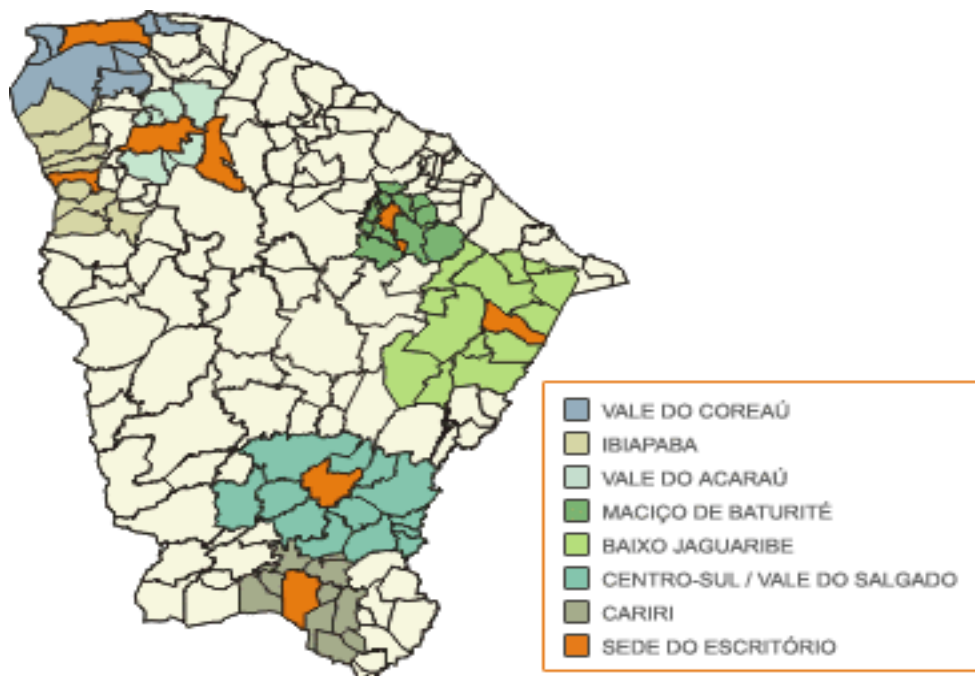 VALE DO COREAÚ
IBIAPABA
VALE DO ACARAÚ
MACIÇO DE BATURITÉ
BAIXO JAGUARIBE
CENTRO-SUL / VALE DO SALGADO
CARIRI
SEDE DO ESCRITÓRIO